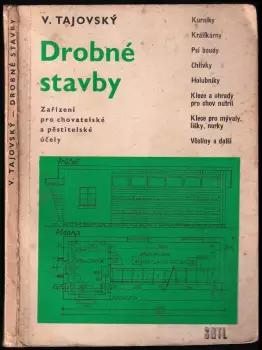 V. TAJOVSKÝ — DROBNÉ STAVBY
V. TAJOVSKÝ
Drobné
stavby
Zařízení
pro chovatelské
a pěstitelské
účely
Kurníky
Králíkárny
Psí boudy
Chlívky
Holubníky
Klece a ohrady
pro chov nutrií
Klece pro mývaly,
lišky, norky
Včelíny a další
SNTL